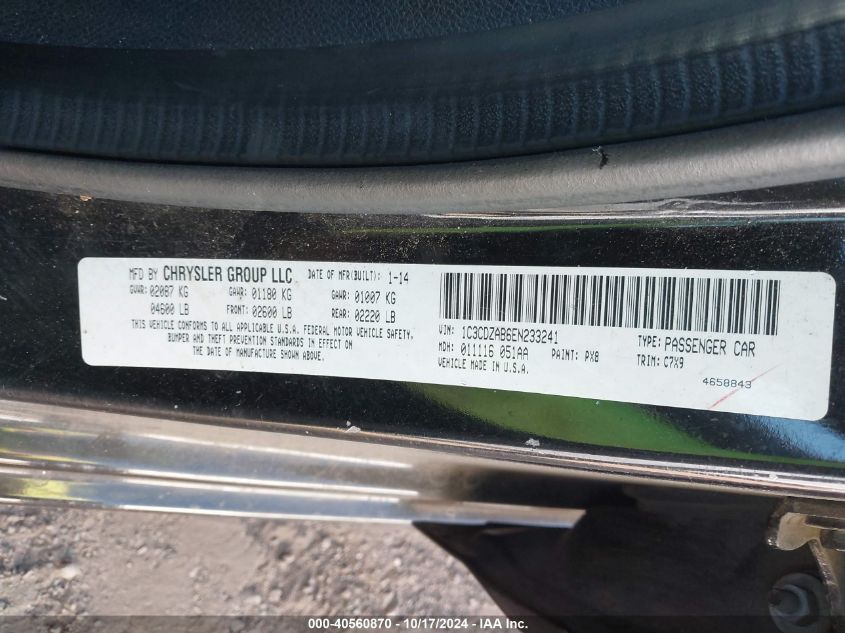 MFD BY CHRYSLER GROUP LLC DATE OF MFR(BUILT): 1-14
GVWR: 02087 KG GAWR: 01180 KG GAWR: 01007 KG
04600 LB FRONT: 02600 LB REAR: 02220 LB
THIS VEHICLE CONFORMS TO ALL APPLICABLE U.S.A. FEDERAL MOTOR VEHICLE SAFETY,
BUMPER AND THEFT PREVENTION STANDARDS IN EFFECT ON
THE DATE OF MANUFACTURE SHOWN ABOVE.
VIN: 1C3CDZAB6EN233241 TYPE: PASSENGER CAR
MDH: 011116 051AA PAINT: PX8 TRIM: C7X9
VEHICLE MADE IN U.S.A.
4658843
000-40560870 - 10/17/2024 - IAA Inc.